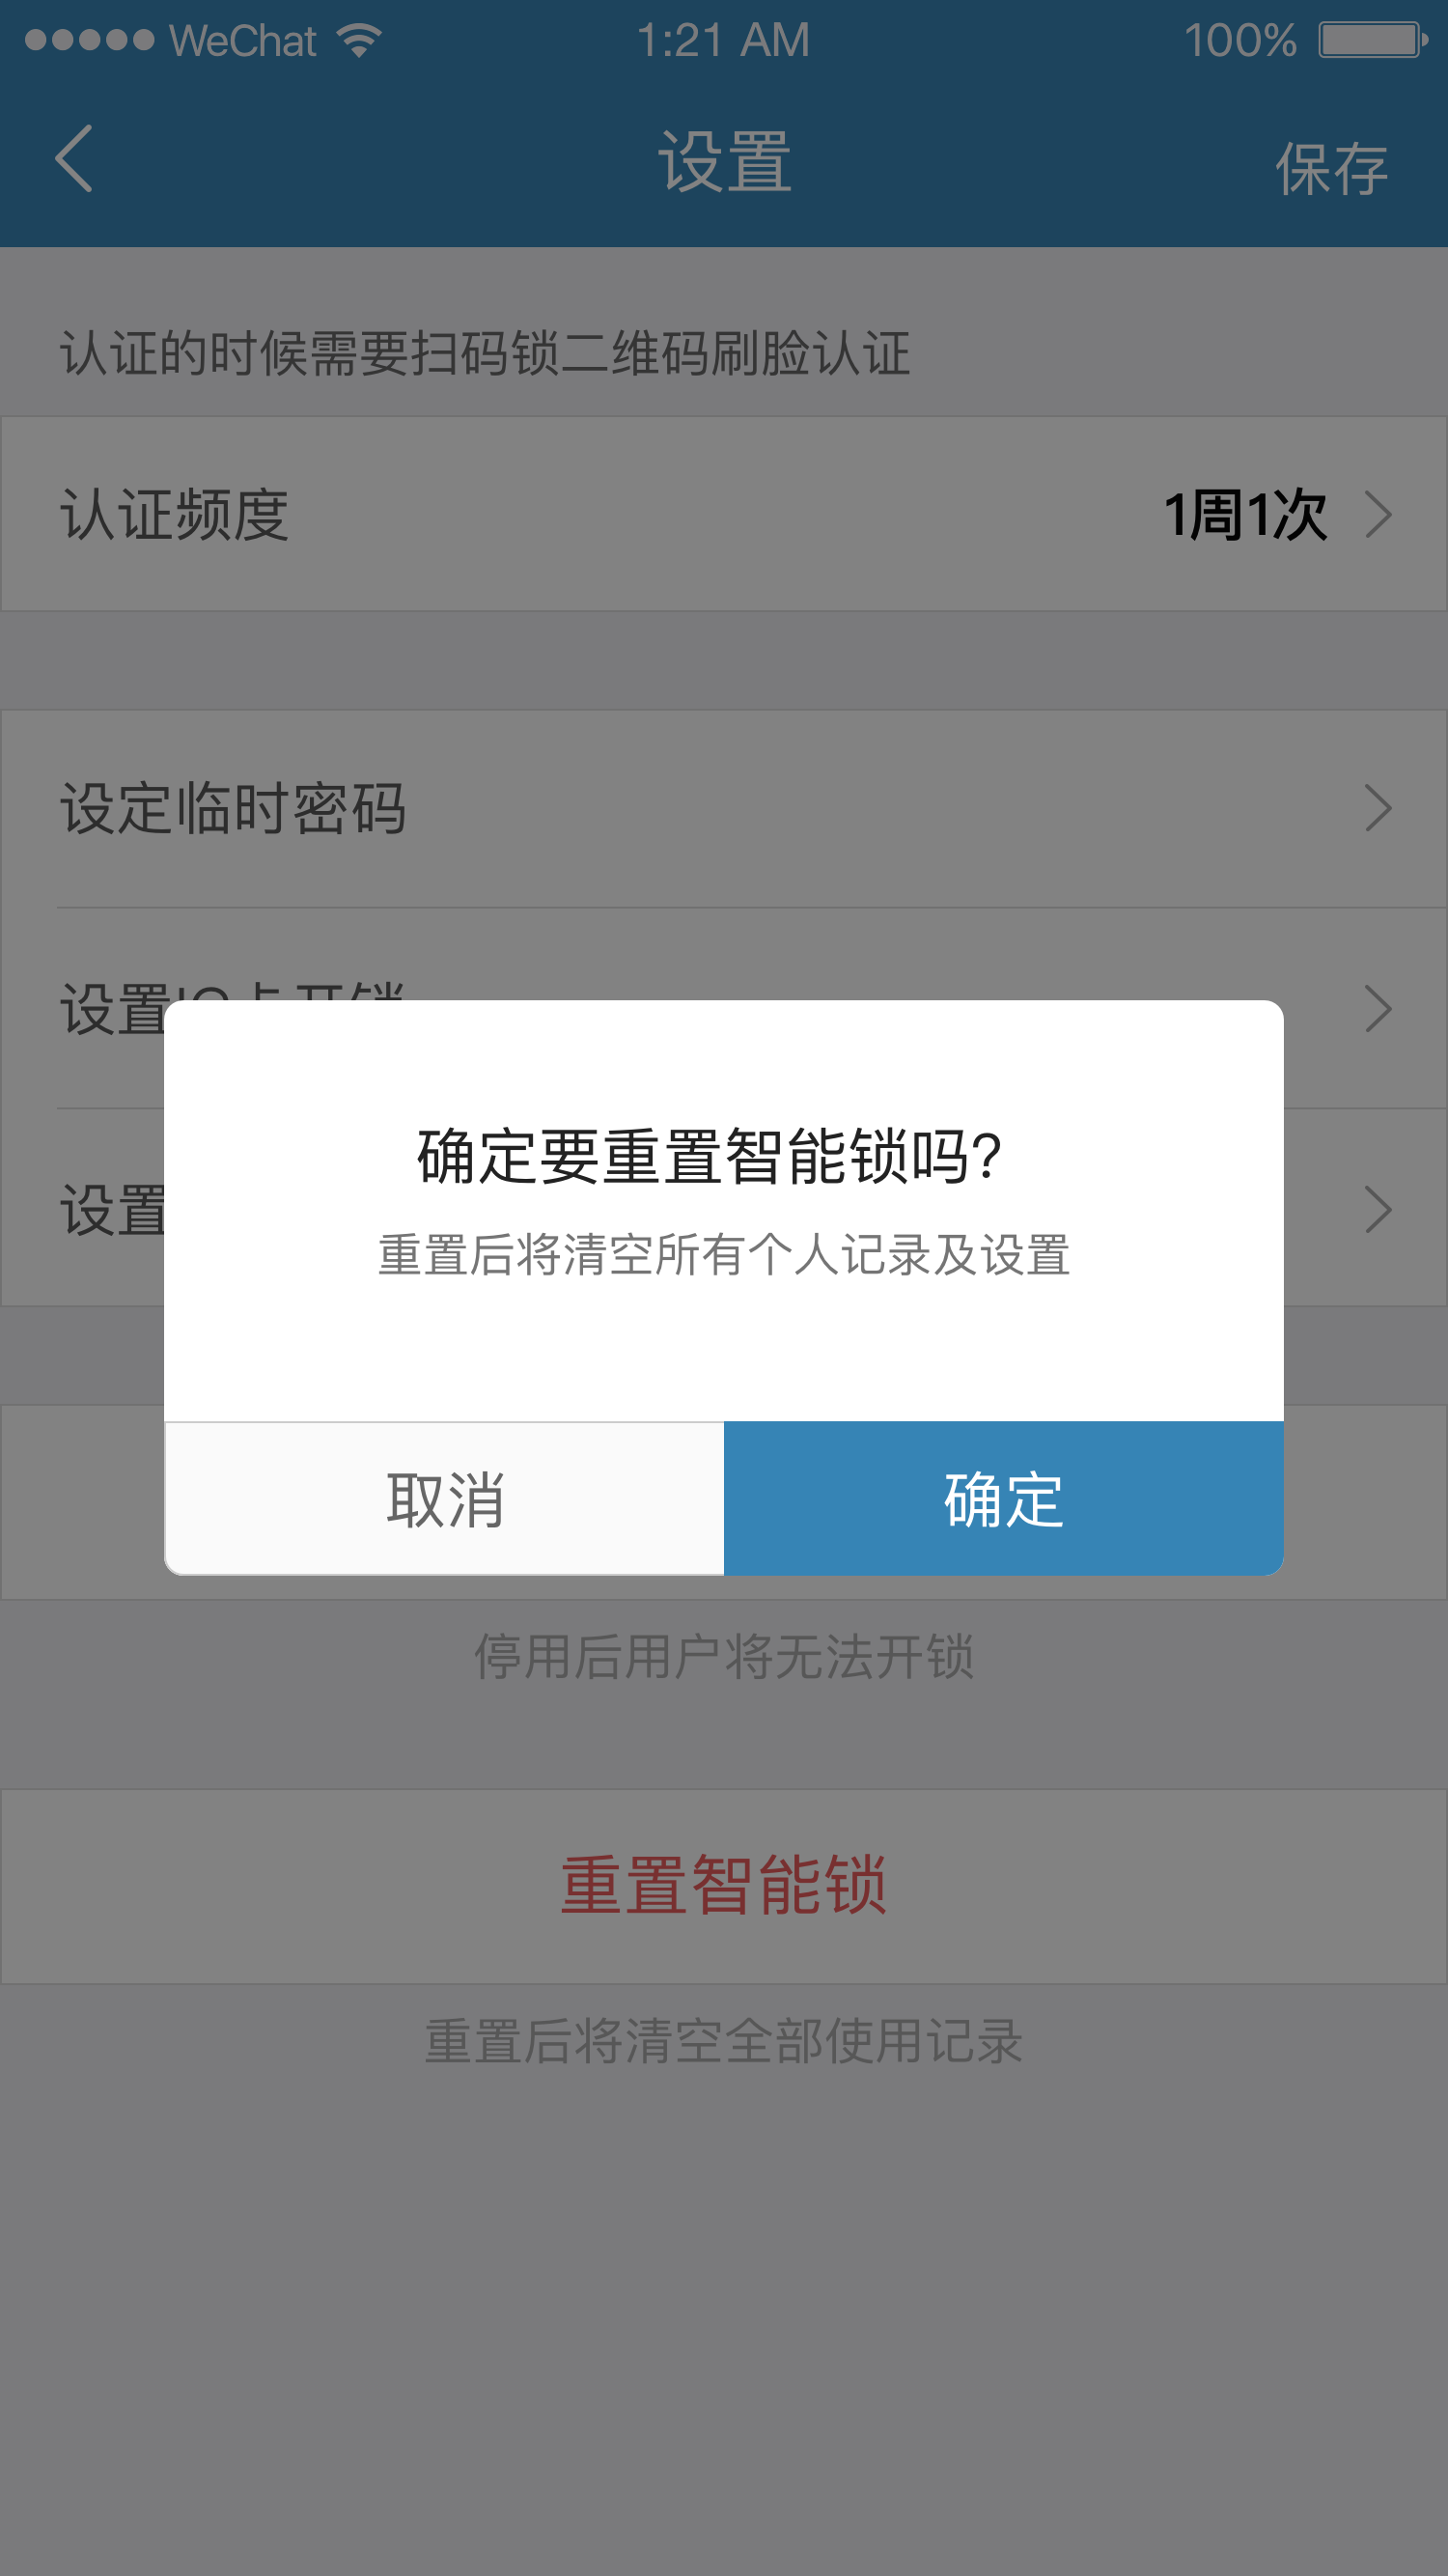 WeChat 1:21 AM 100%
设置 保存
认证的时候需要扫码锁二维码刷脸认证
认证频度 1周1次
设定临时密码
设置IC卡开锁
确定要重置智能锁吗?
设置
重置后将清空所有个人记录及设置
取消 确定
停用后用户将无法开锁
重置智能锁
重置后将清空全部使用记录